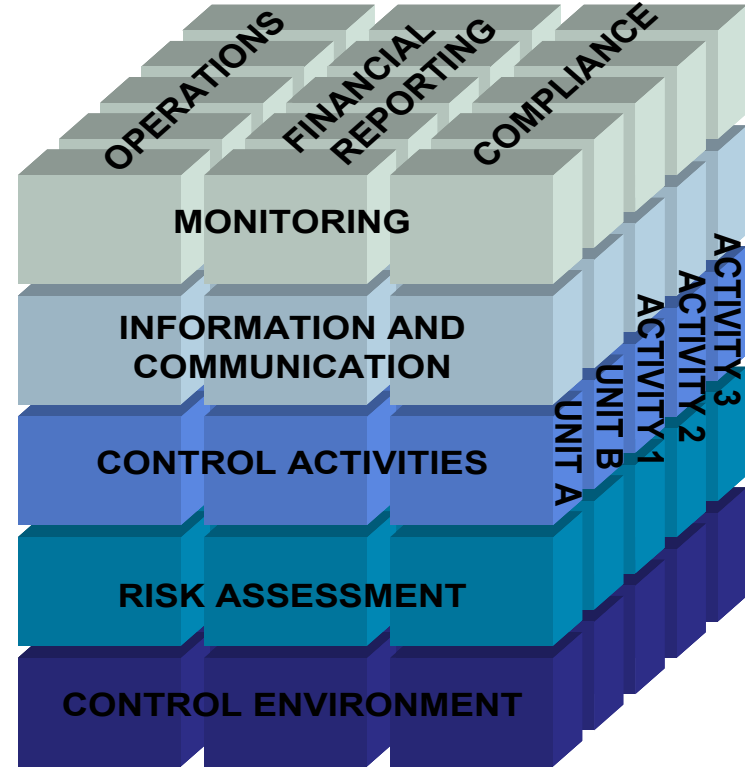 OPERATIONS
FINANCIAL
REPORTING
COMPLIANCE
MONITORING
INFORMATION AND
COMMUNICATION
CONTROL ACTIVITIES
RISK ASSESSMENT
CONTROL ENVIRONMENT
UNIT A
UNIT B
ACTIVITY 1
ACTIVITY 2
ACTIVITY 3